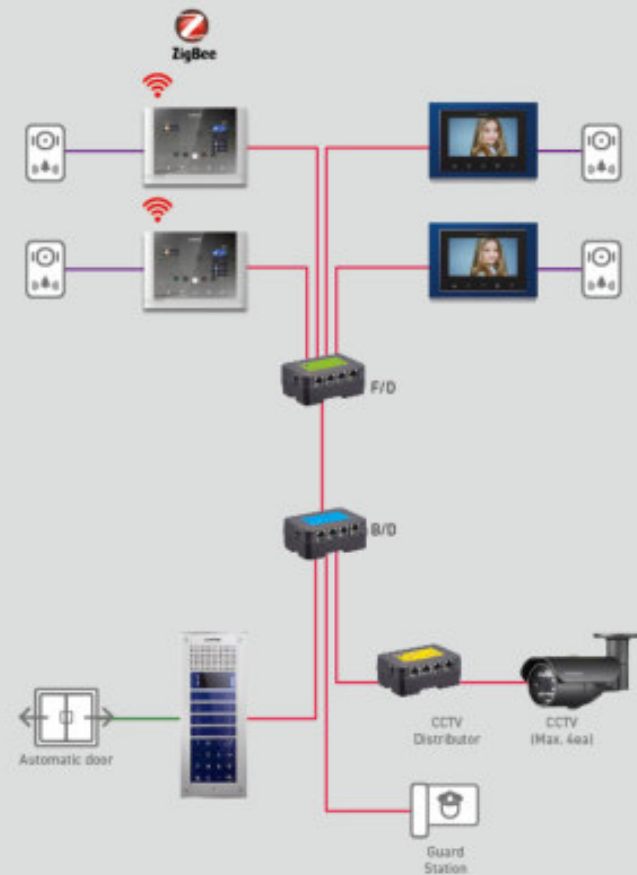 ZigBee
F/D
B/D
Automatic door
CCTV
Distributor
CCTV
(Max. 4ea)
Guard
Station